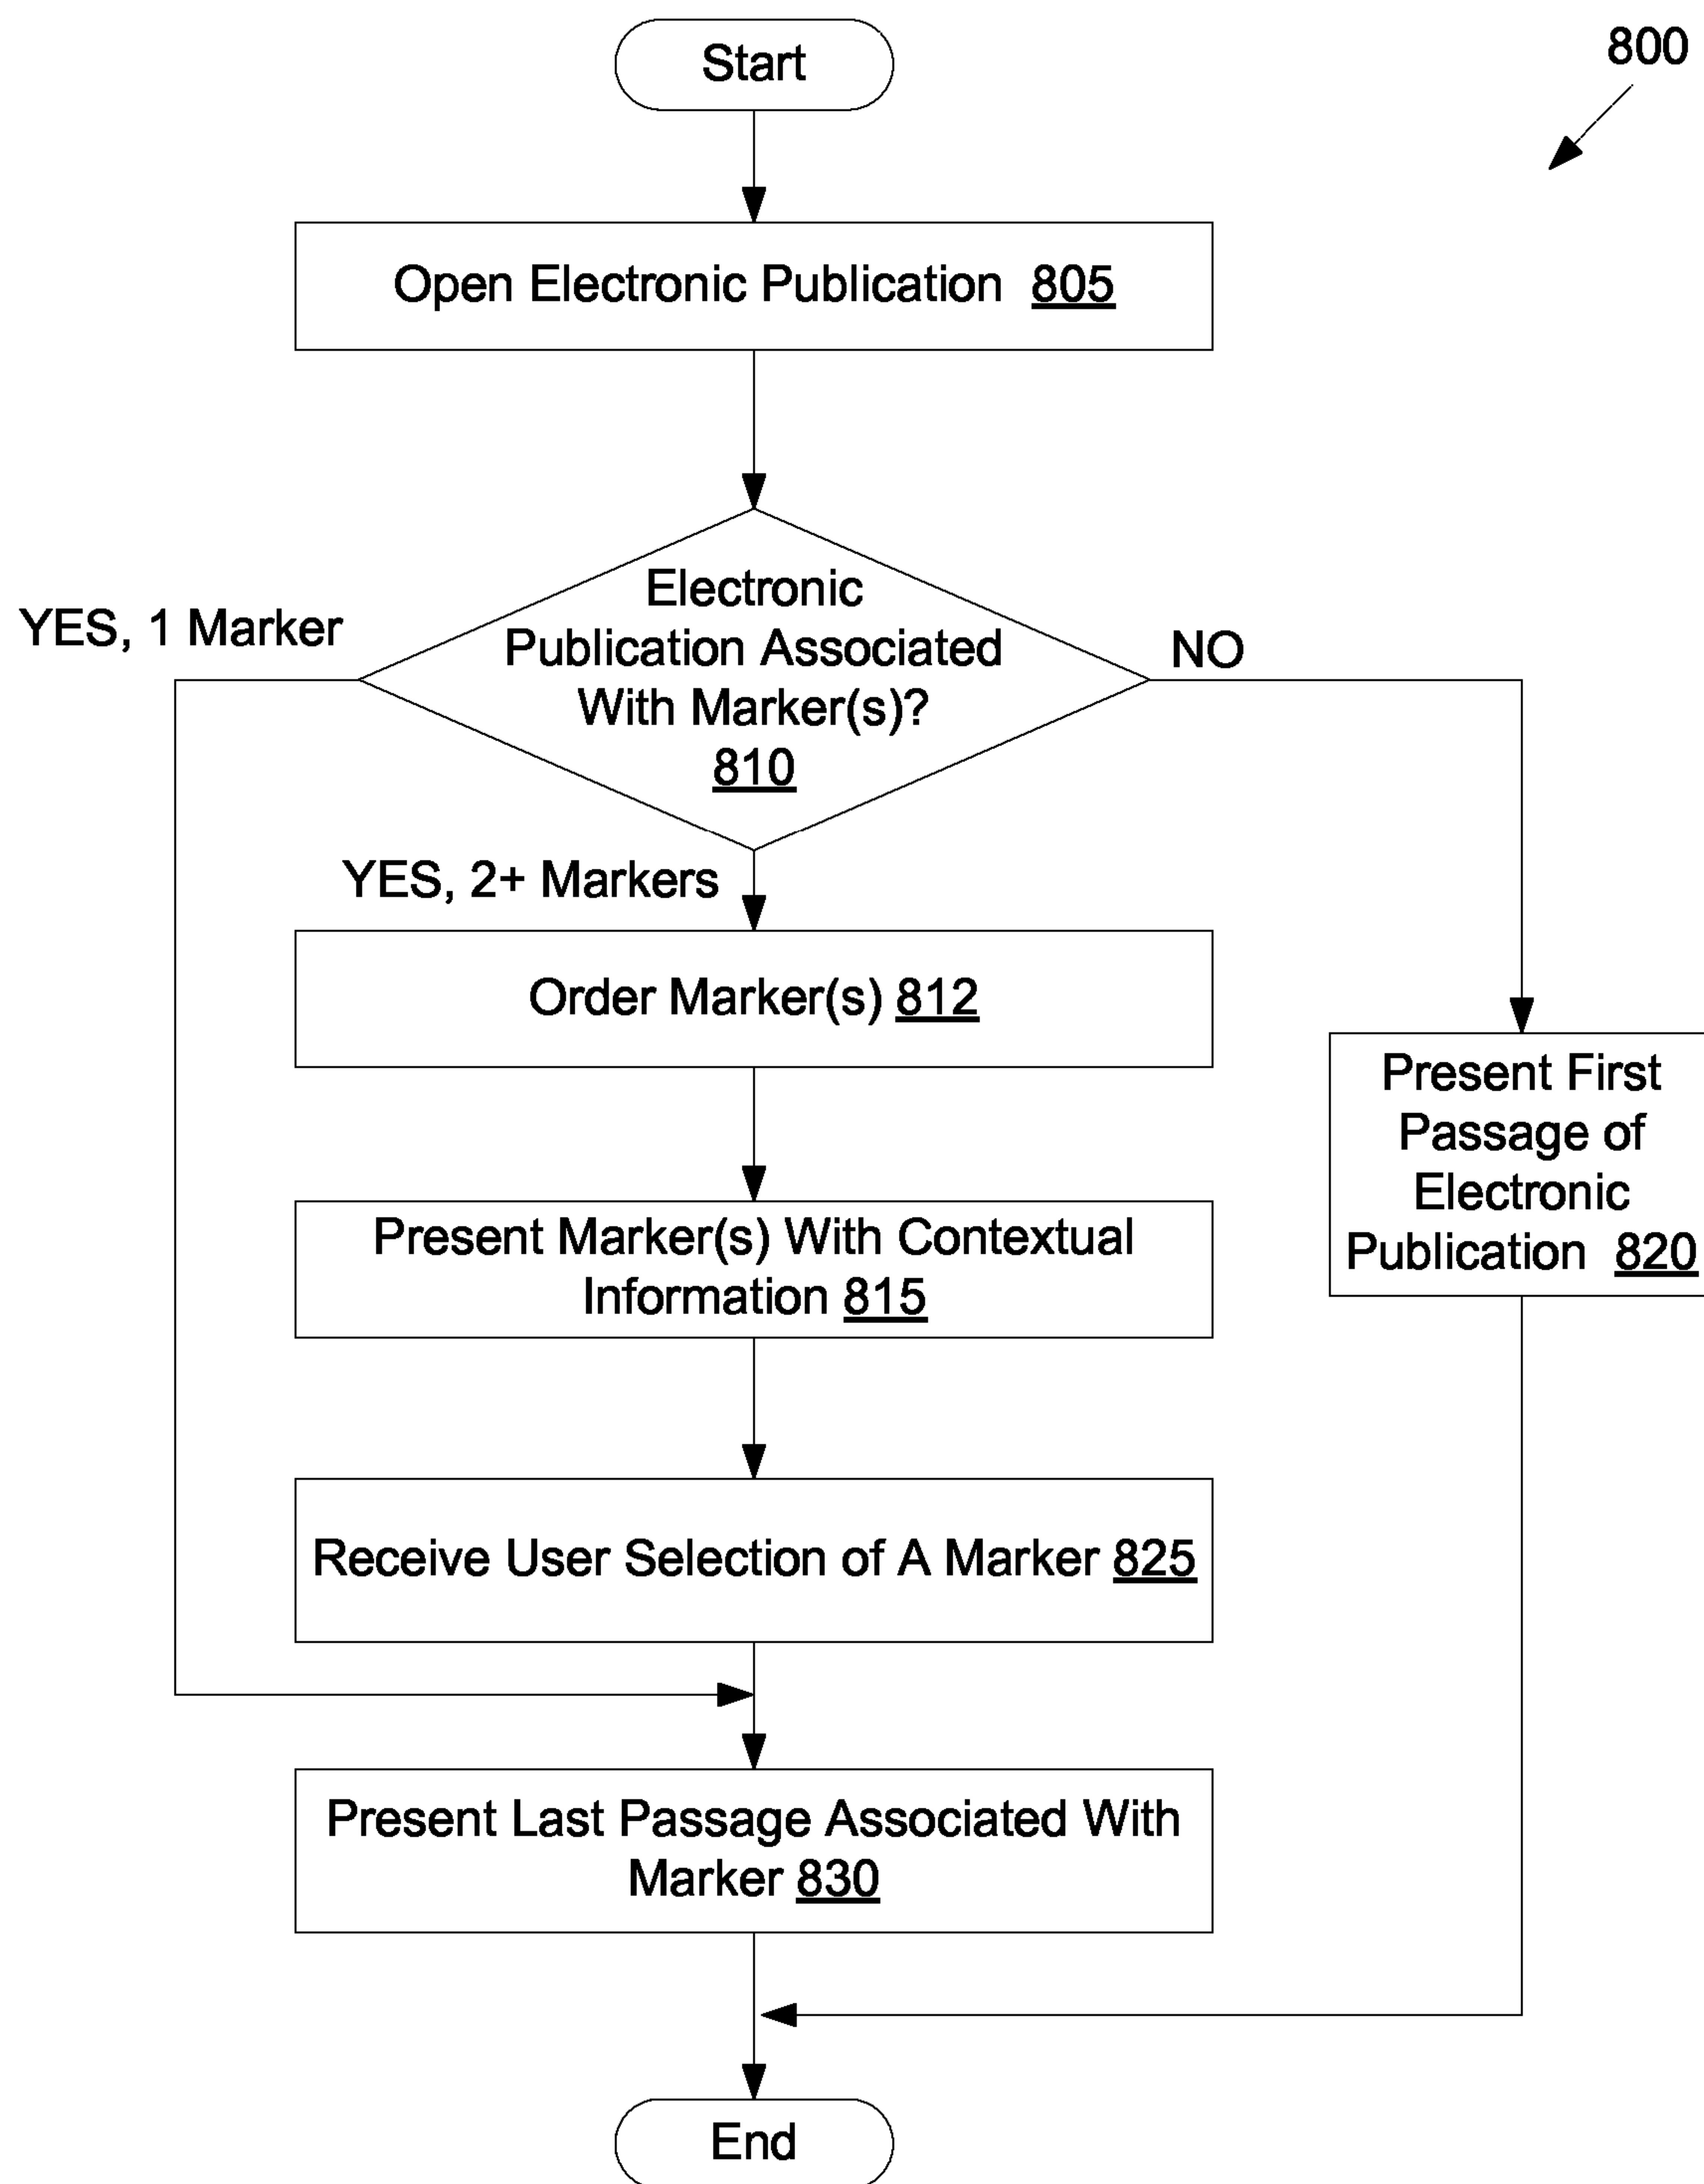 Start
800
Open Electronic Publication 805
Electronic
Publication Associated
With Marker(s)?
810
YES, 1 Marker
NO
YES, 2+ Markers
Order Marker(s) 812
Present First
Passage of
Electronic
Publication 820
Present Marker(s) With Contextual
Information 815
Receive User Selection of A Marker 825
Present Last Passage Associated With
Marker 830
End